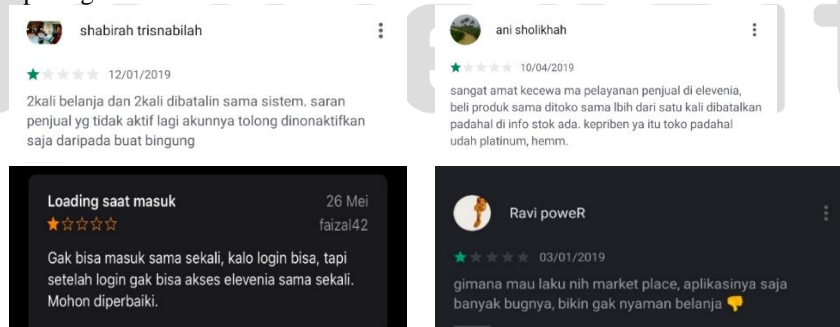 shabirah trisnabilah
12/01/2019
2kali belanja dan 2kali dibatalin sama sistem. saran
penjual yg tidak aktif lagi akunnya tolong dinonaktifkan
saja daripada buat bingung
ani sholikhah
10/04/2019
sangat amat kecewa ma pelayanan penjual di elevenia,
beli produk sama ditoko sama lbih dari satu kali dibatalkan
padahal di info stok ada. kepriben ya itu toko padahal
udah platinum, hemm.
Loading saat masuk
26 Mei
faizal42
Gak bisa masuk sama sekali, kalo login bisa, tapi
setelah login gak bisa akses elevenia sama sekali.
Mohon diperbaiki.
Ravi poweR
03/01/2019
gimana mau laku nih market place, aplikasinya saja
banyak bugnya, bikin gak nyaman belanja 👎